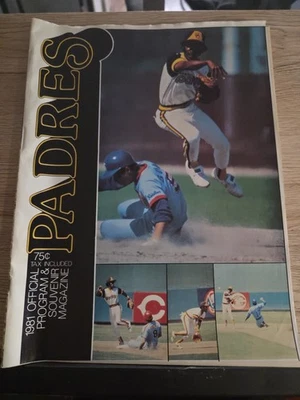 PADRES
75¢
TAX INCLUDED
1981 OFFICIAL
PROGRAM &
SOUVENIR
MAGAZINE